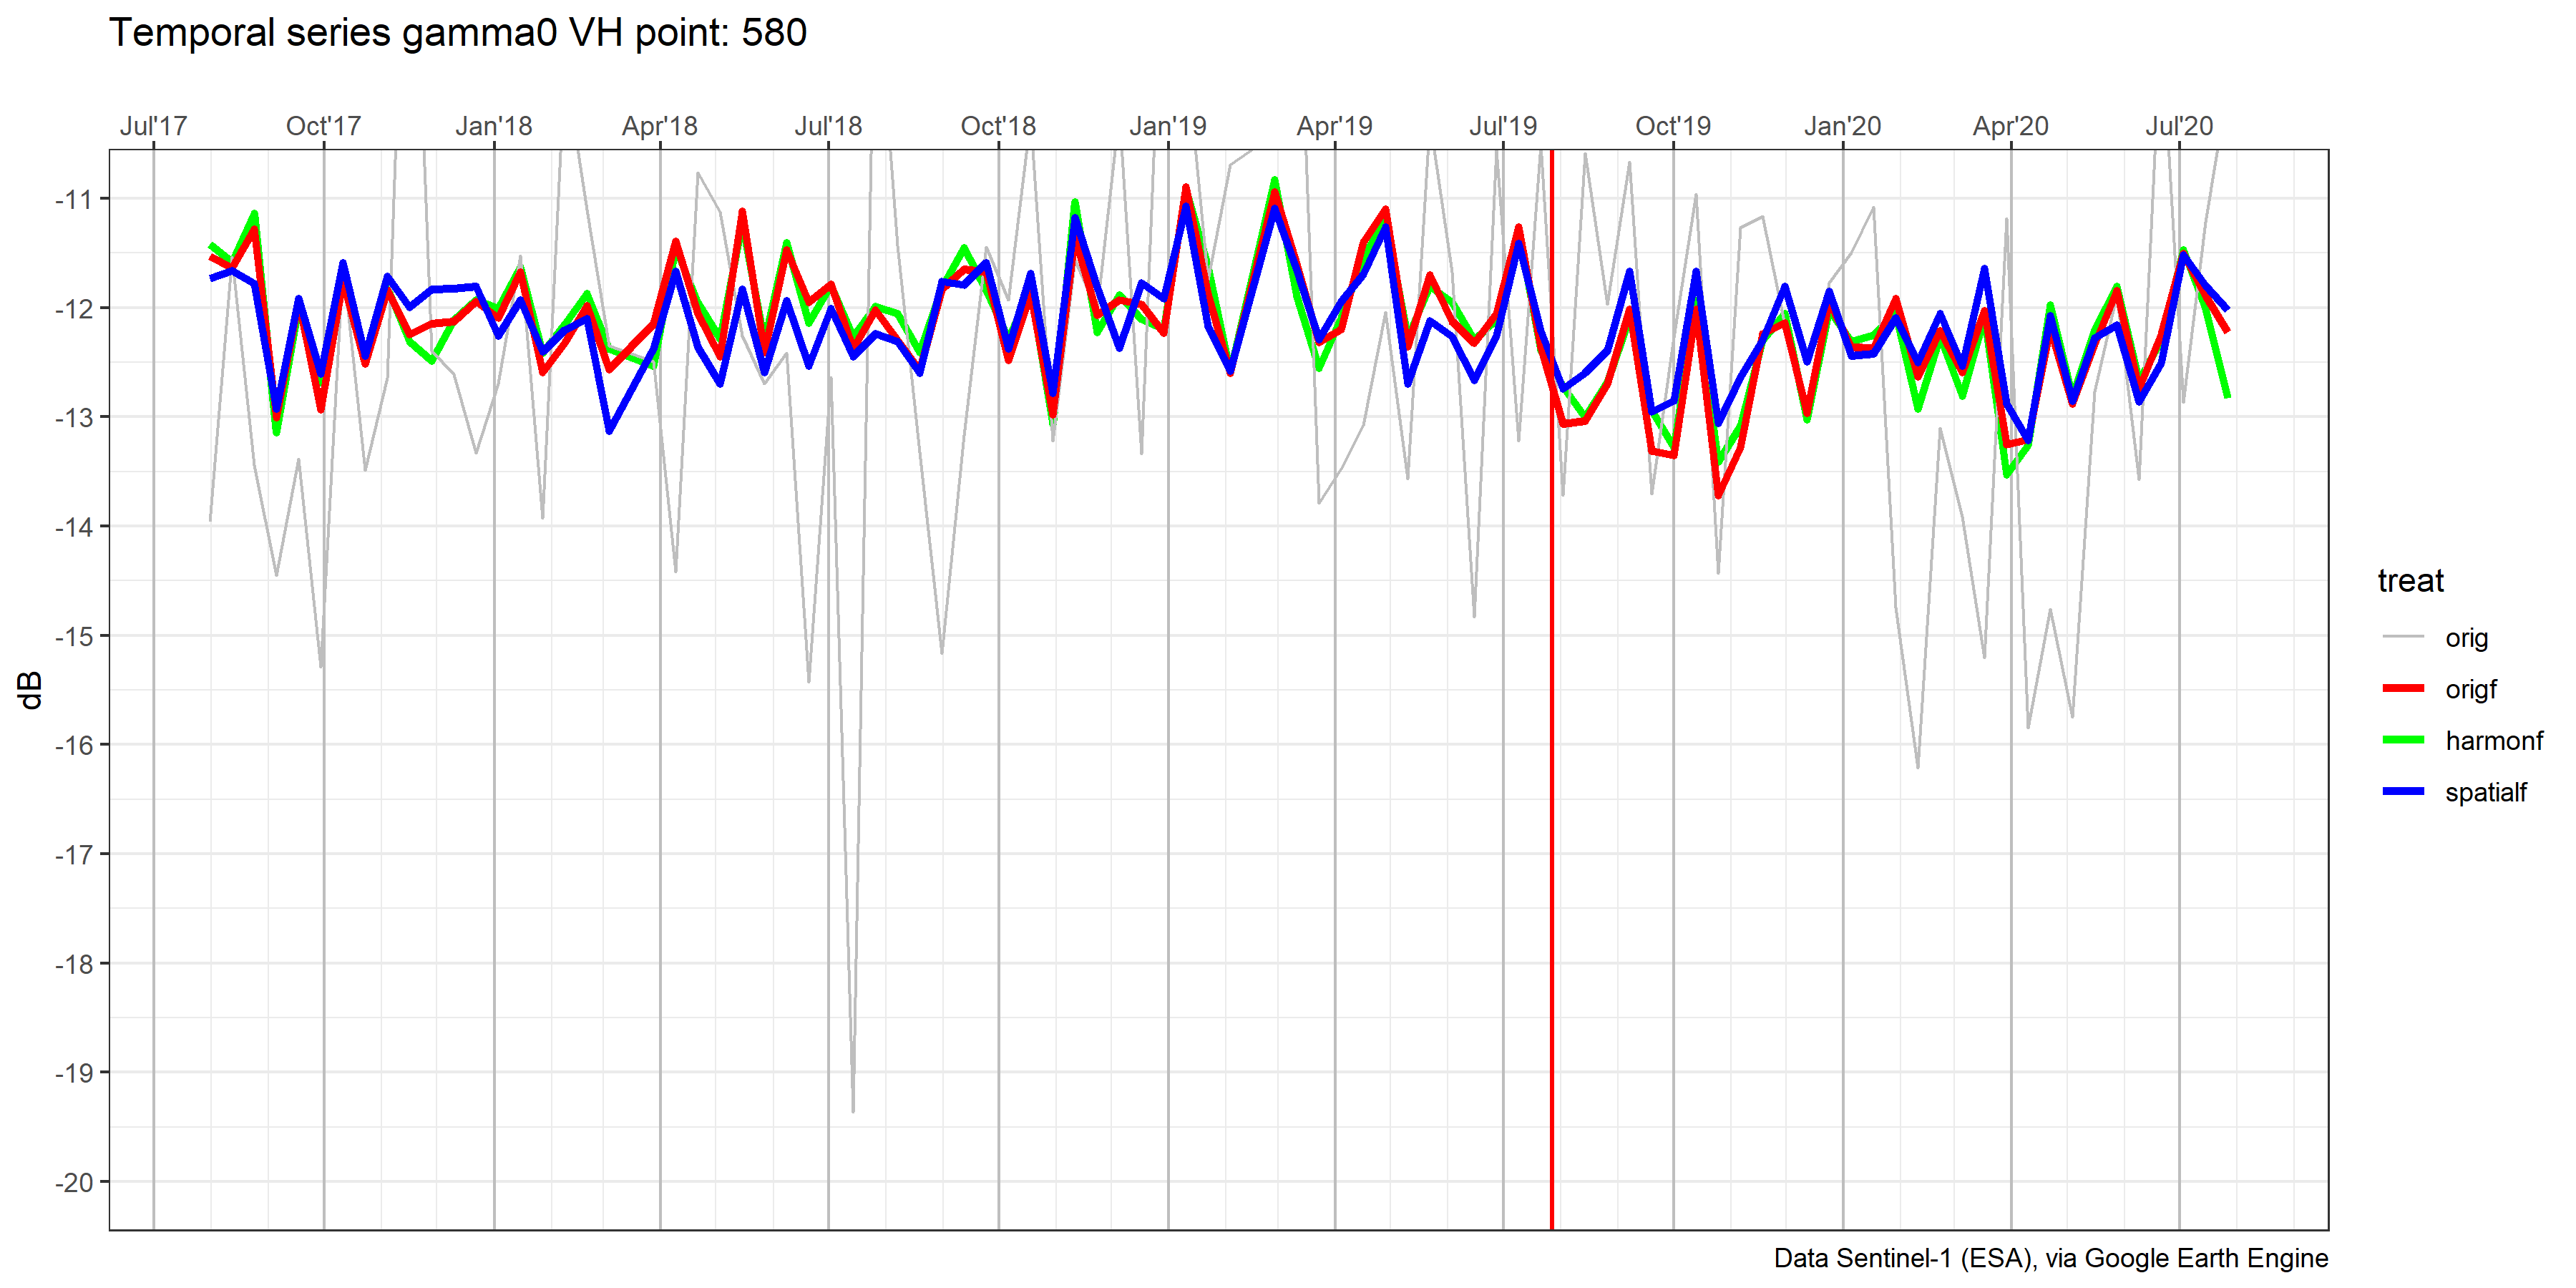 Temporal series gamma0 VH point: 580
Jul'17 Oct'17 Jan'18 Apr'18 Jul'18 Oct'18 Jan'19 Apr'19 Jul'19 Oct'19 Jan'20 Apr'20 Jul'20
-11
-12
-13
-14
-15
-16
-17
-18
-19
-20
dB
treat
orig
origf
harmonf
spatialf
Data Sentinel-1 (ESA), via Google Earth Engine